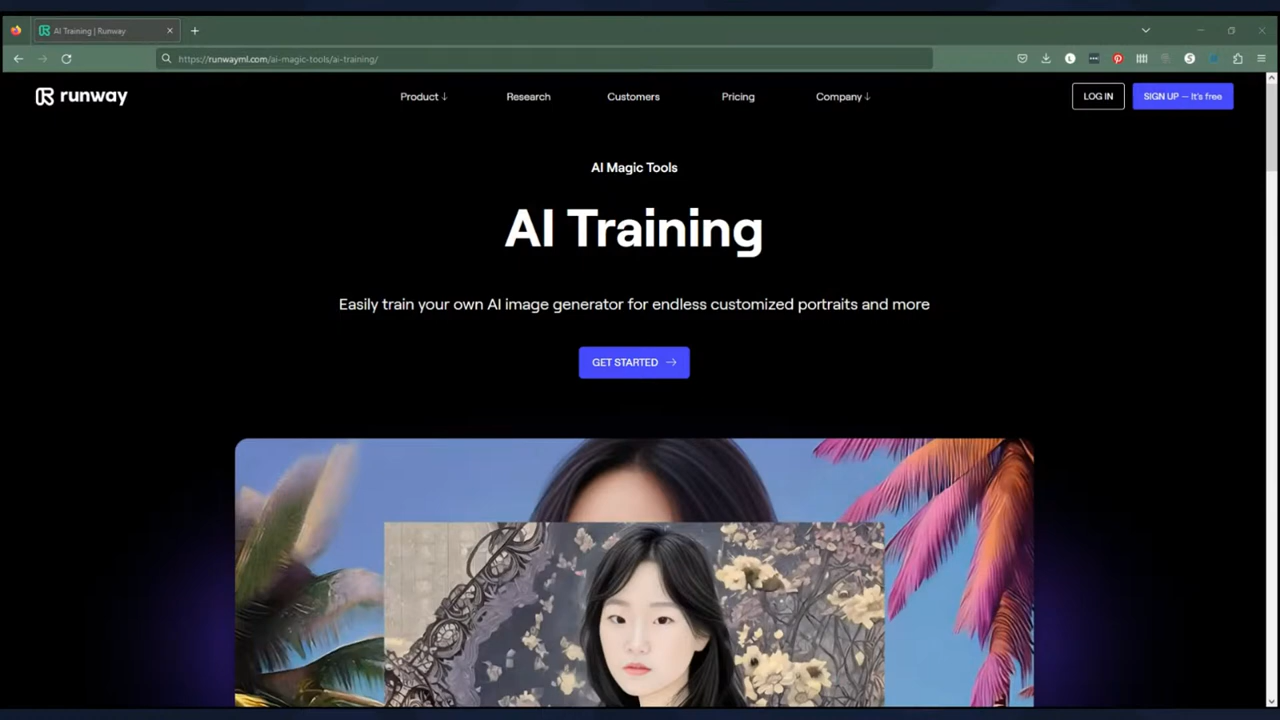 AI Training | Runway
https://runwayml.com/ai-magic-tools/ai-training/
runway
Product ↓ Research Customers Pricing Company ↓
LOG IN
SIGN UP — It's free
AI Magic Tools
AI Training
Easily train your own AI image generator for endless customized portraits and more
GET STARTED →